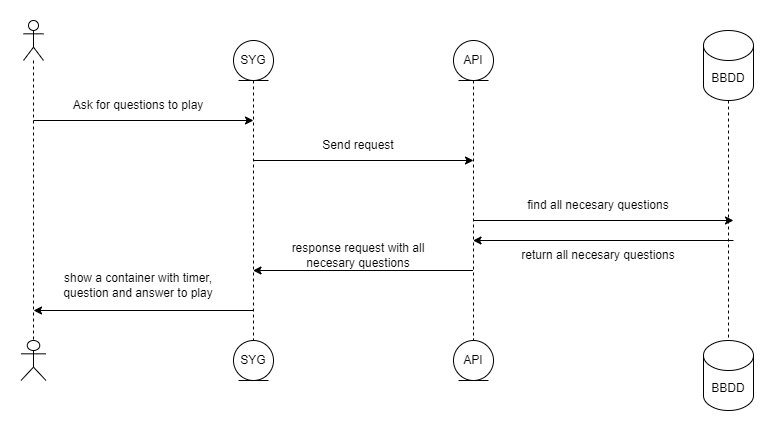 SYG
API
BBDD
Ask for questions to play
Send request
find all necesary questions
response request with all
necesary questions
return all necesary questions
show a container with timer,
question and answer to play
SYG
API
BBDD